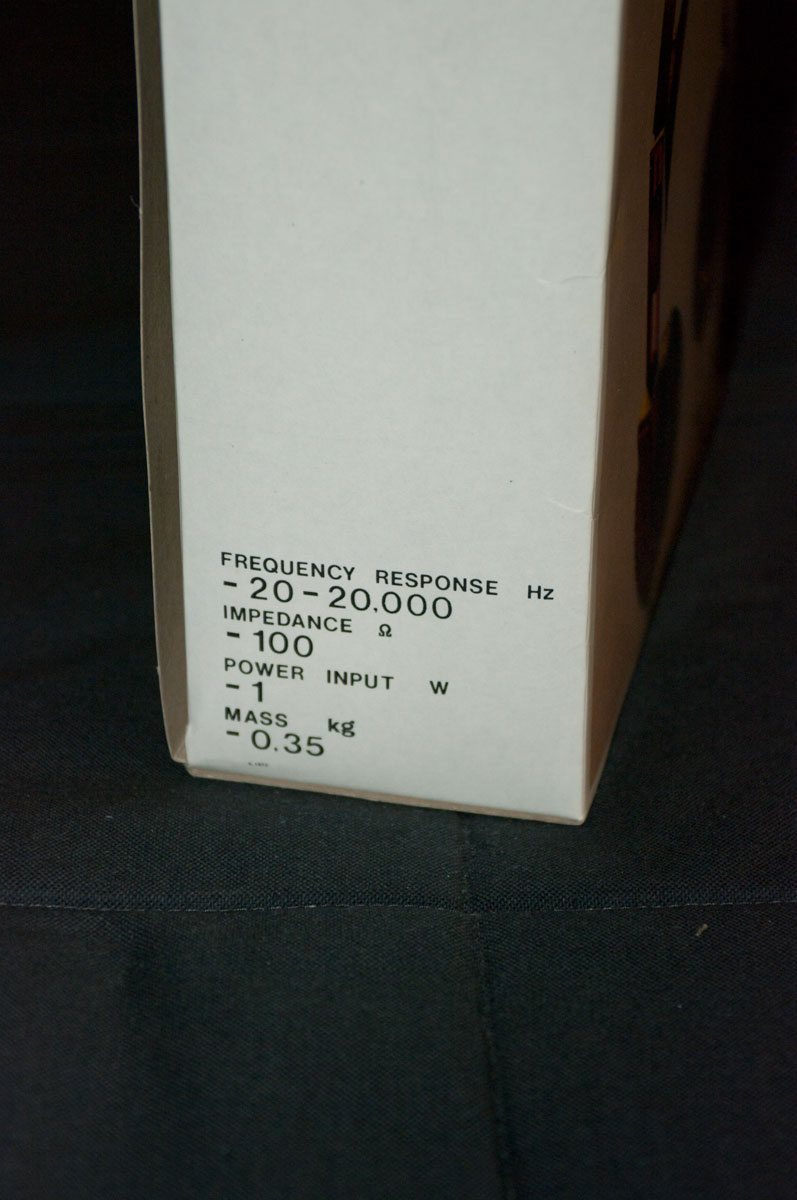 FREQUENCY RESPONSE Hz
- 20 - 20,000
IMPEDANCE Ω
- 100
POWER INPUT W
- 1
MASS kg
- 0.35